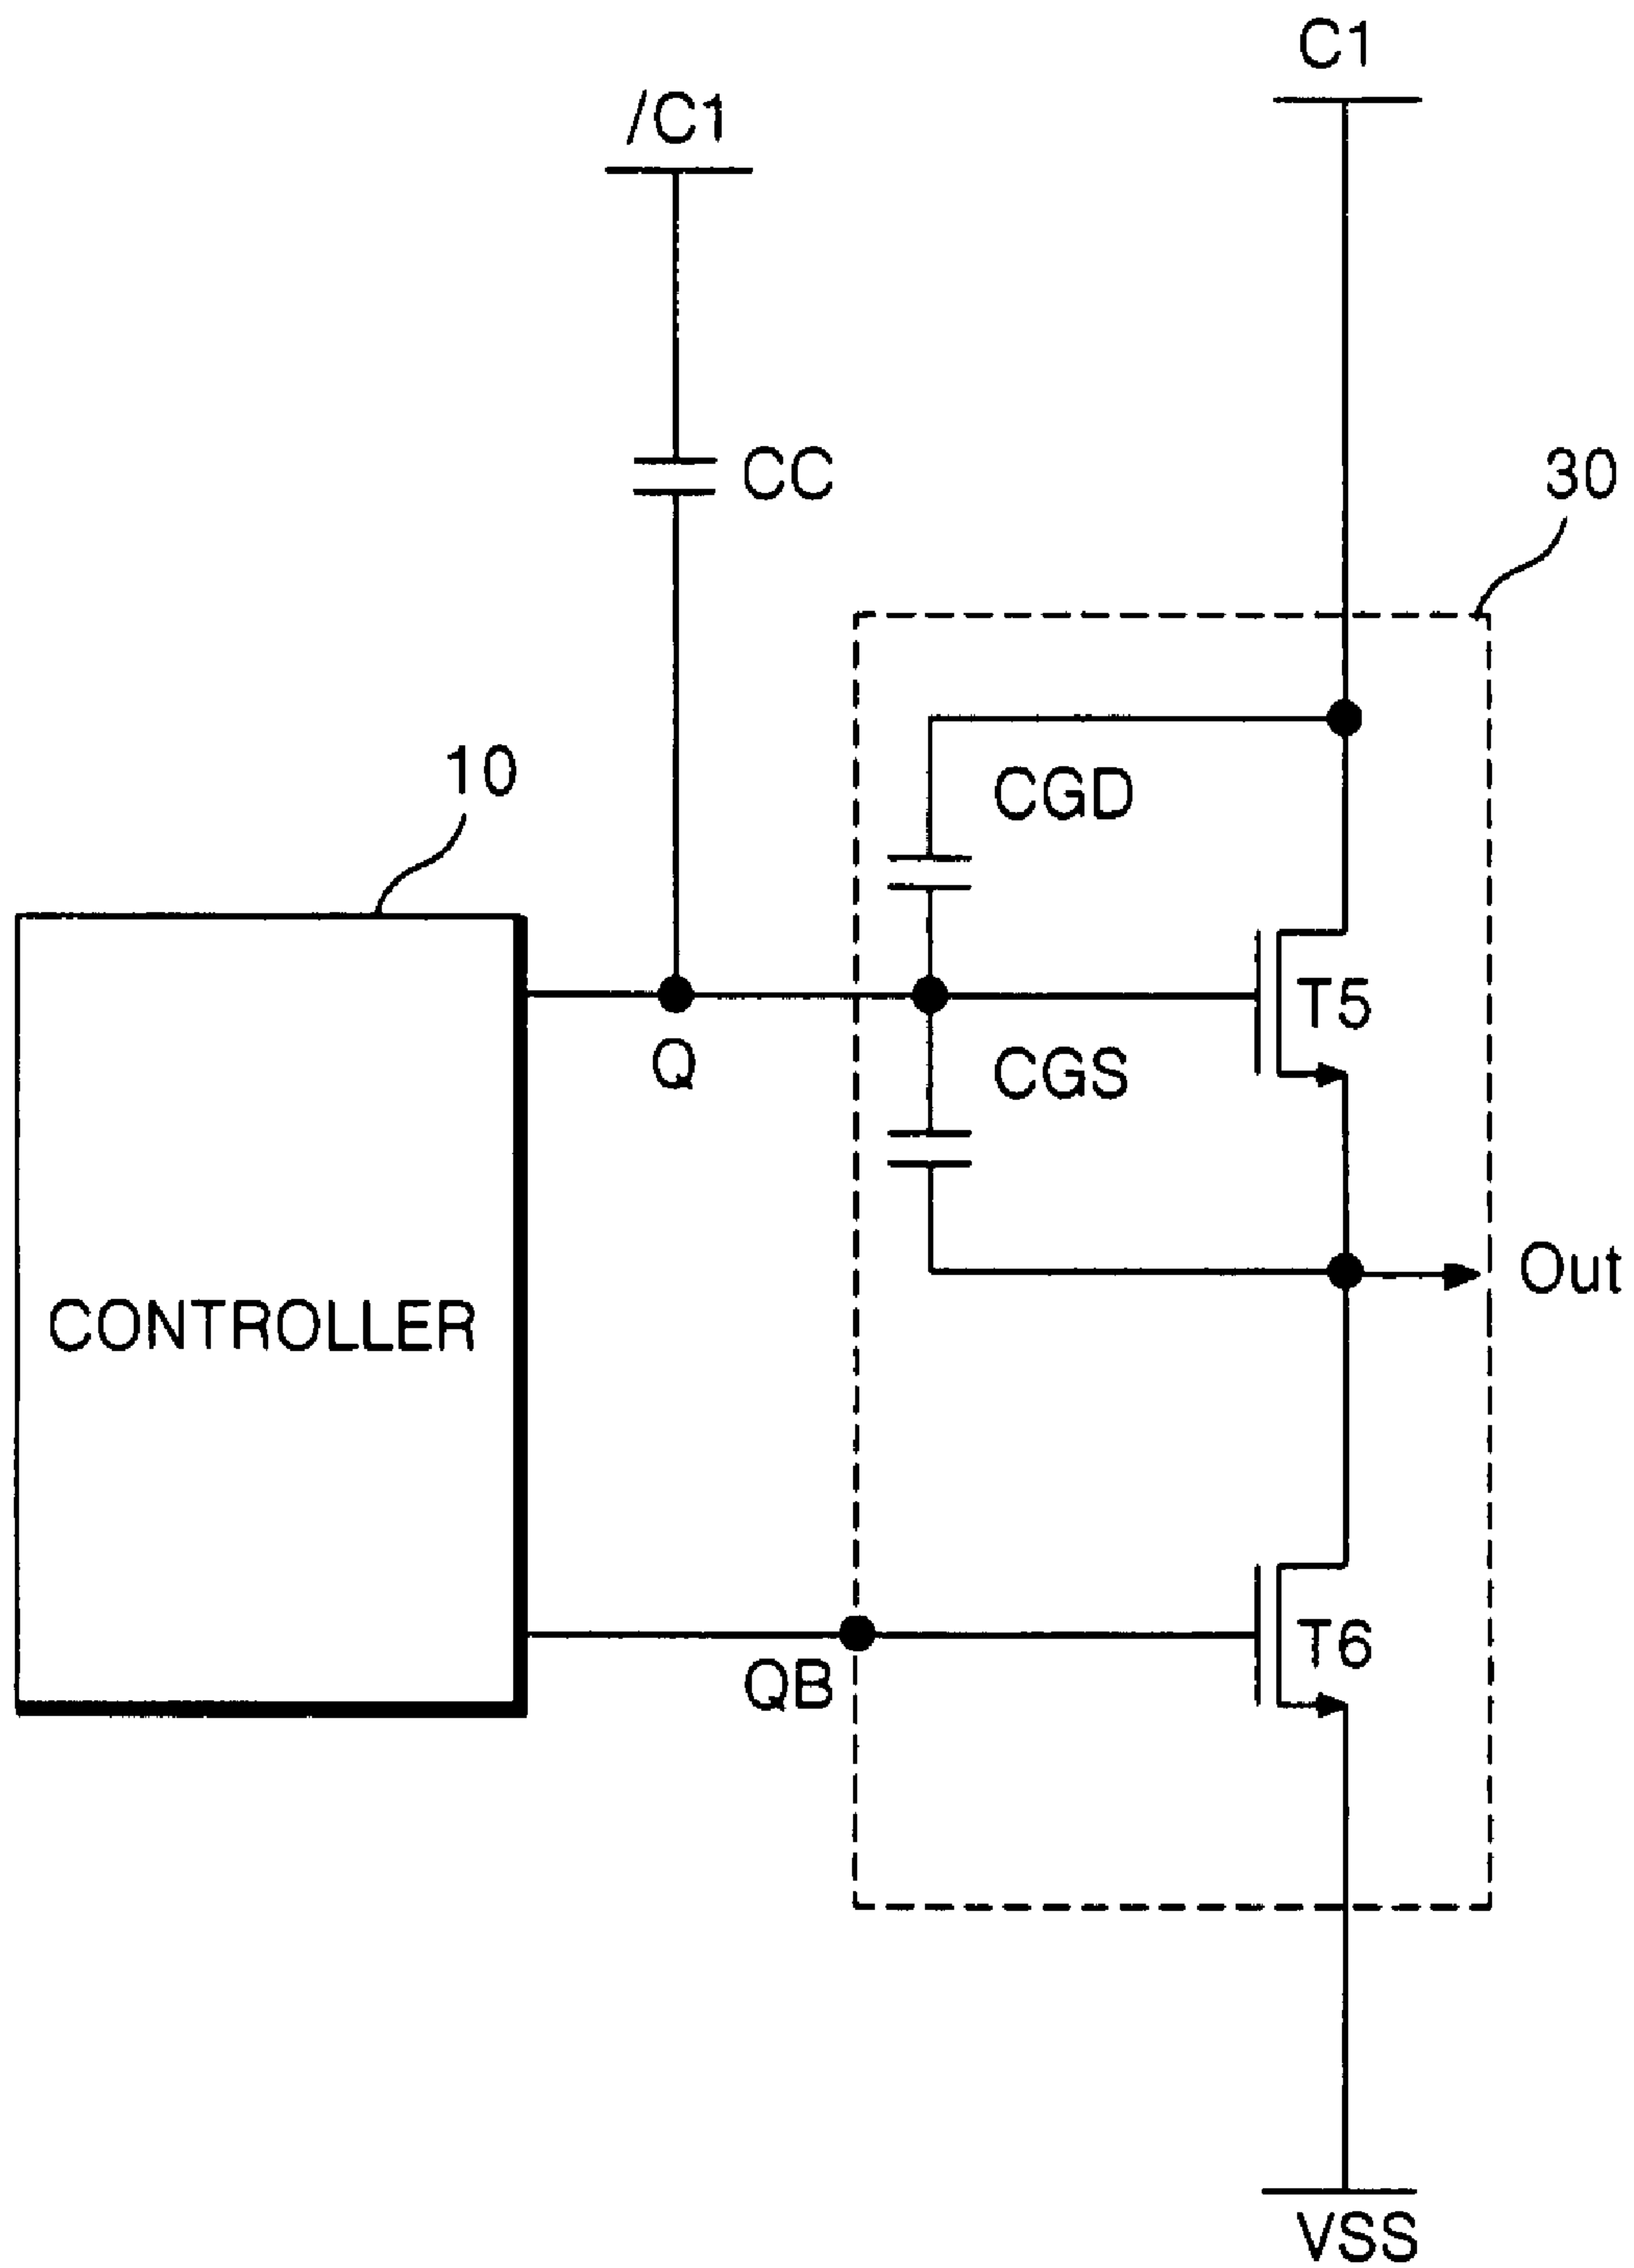 C1
/C1
CC
30
10
CGD
T5
Q
CGS
Out
CONTROLLER
T6
QB
VSS